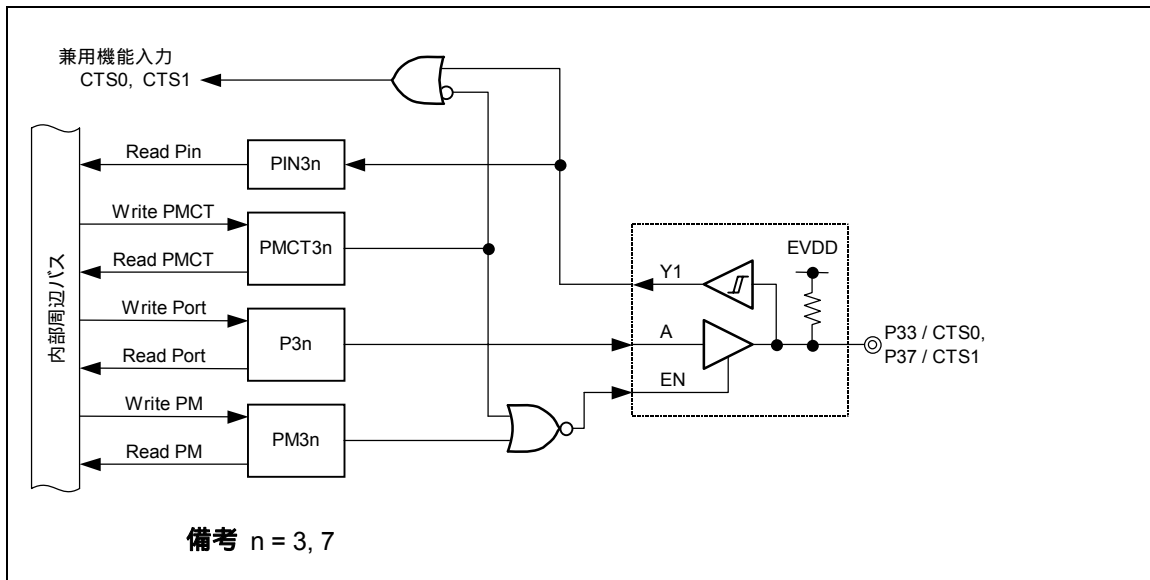 兼用機能入力
CTS0, CTS1
内部周辺バス
Read Pin
PIN3n
Write PMCT
PMCT3n
Read PMCT
Write Port
P3n
Read Port
Write PM
PM3n
Read PM
EVDD
Y1
A
EN
P33 / CTS0,
P37 / CTS1
備考 n = 3, 7